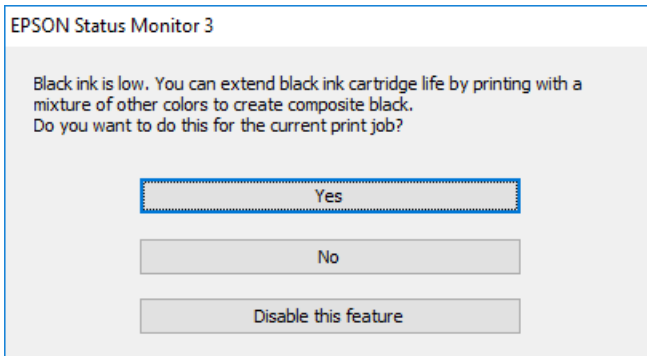 EPSON Status Monitor 3
Black ink is low. You can extend black ink cartridge life by printing with a
mixture of other colors to create composite black.
Do you want to do this for the current print job?
Yes
No
Disable this feature